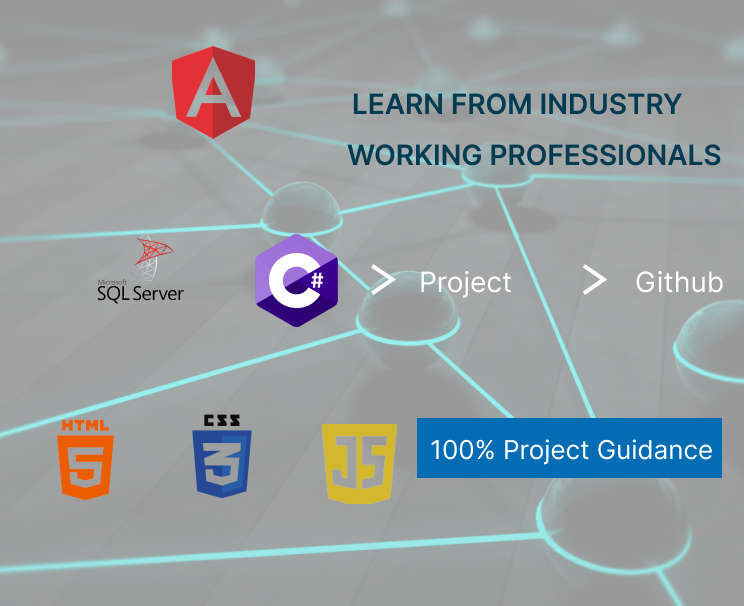 A
LEARN FROM INDUSTRY
WORKING PROFESSIONALS
Microsoft
SQL Server
C#
> Project > Github
HTML
5
CSS
3
JS
100% Project Guidance